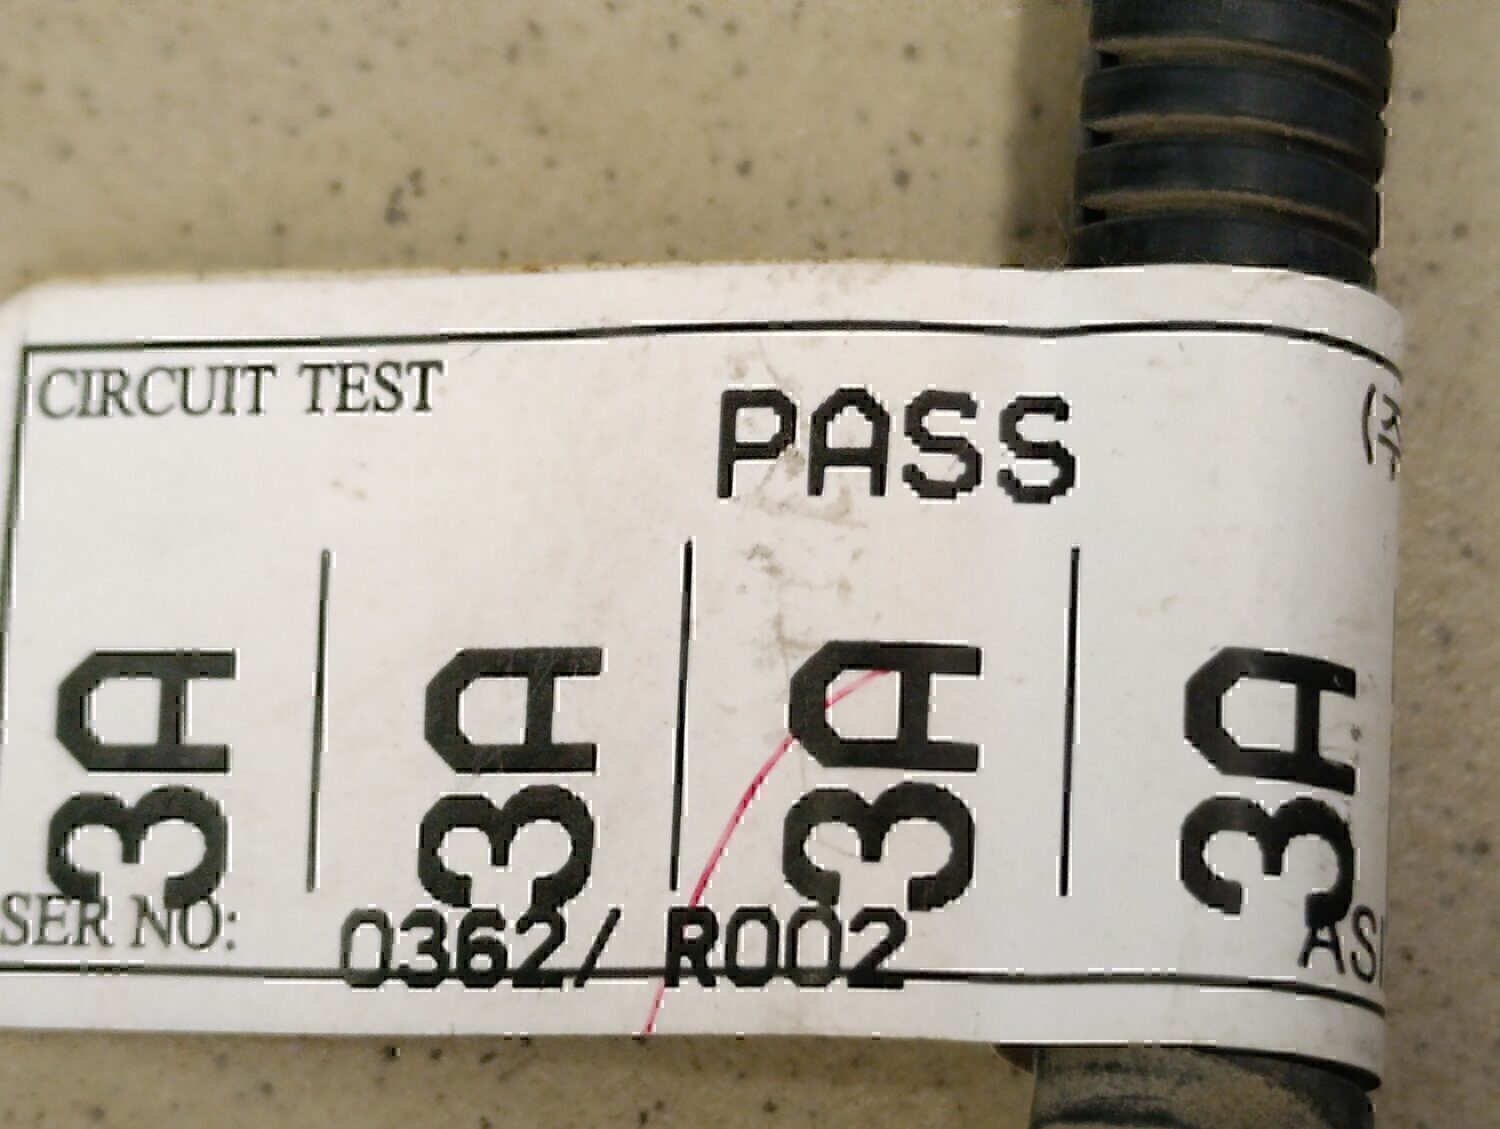 CIRCUIT TEST
PASS
3A
3A
3A
3A
SER NO: 0362/ R002